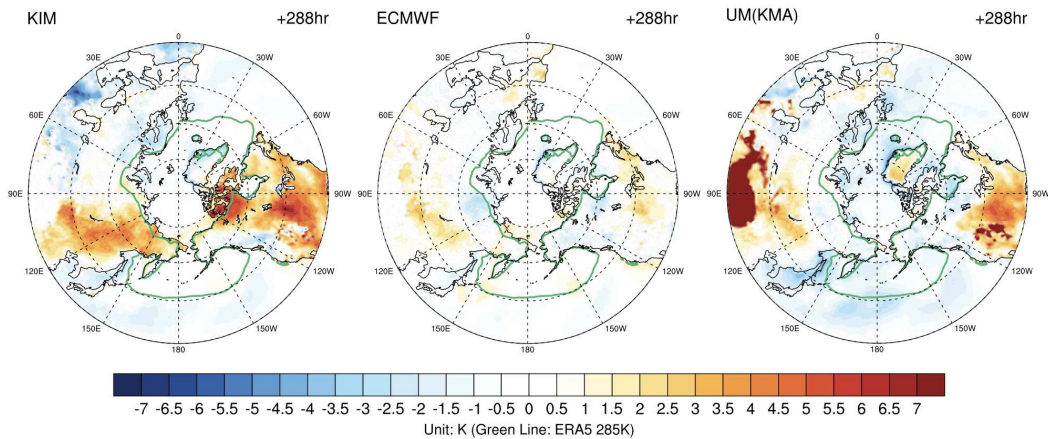 KIM +288hr ECMWF +288hr UM(KMA) +288hr
0 0 0
30E 30W 30E 30W 30E 30W
60E 60W 60E 60W 60E 60W
90E 90W 90E 90W 90E 90W
120E 120W 120E 120W 120E 120W
150E 150W 150E 150W 150E 150W
180 180 180
-7 -6.5 -5.5 -5 -4.5 -4 -3.5 -3 -2.5 -2 -1.5 -1 -0.5 0 0.5 1 1.5 2 2.5 3 3.5 4 4.5 5 5.5 6 6.5 7
Unit: K (Green Line: ERA5 285K)